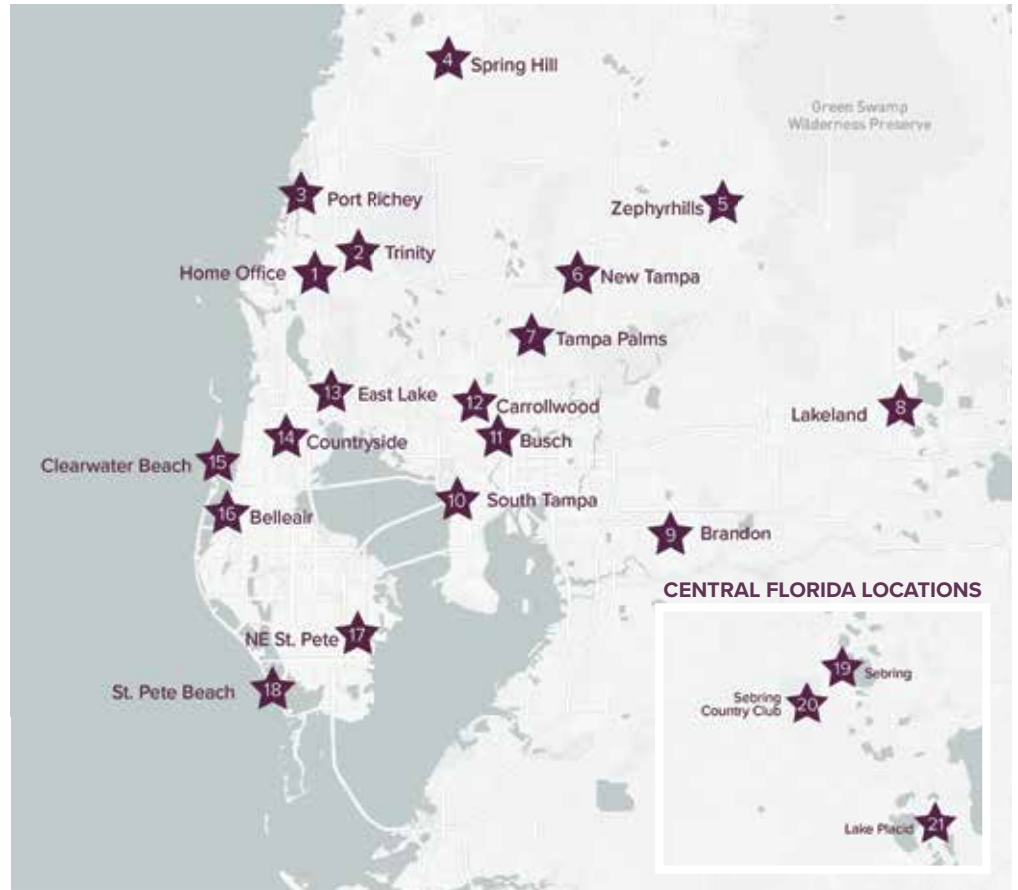 4 Spring Hill
Green Swamp
Wilderness Preserve
3 Port Richey
Zephyrhills 5
2 Trinity
Home Office 1
6 New Tampa
7 Tampa Palms
13 East Lake
12 Carrollwood
Lakeland 8
14 Countryside
11 Busch
Clearwater Beach 15
10 South Tampa
16 Belleair
9 Brandon
CENTRAL FLORIDA LOCATIONS
NE St. Pete 17
19 Sebring
St. Pete Beach 18
Sebring
Country Club 20
Lake Placid 21